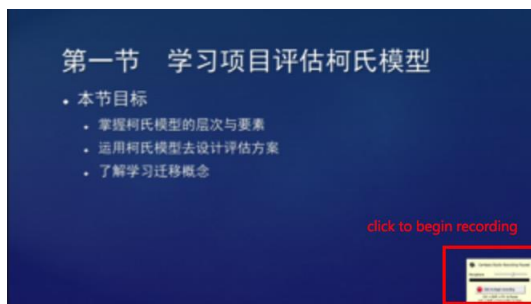 第一节 学习项目评估柯氏模型
• 本节目标
• 掌握柯氏模型的层次与要素
• 运用柯氏模型去设计评估方案
• 了解学习迁移概念
click to begin recording